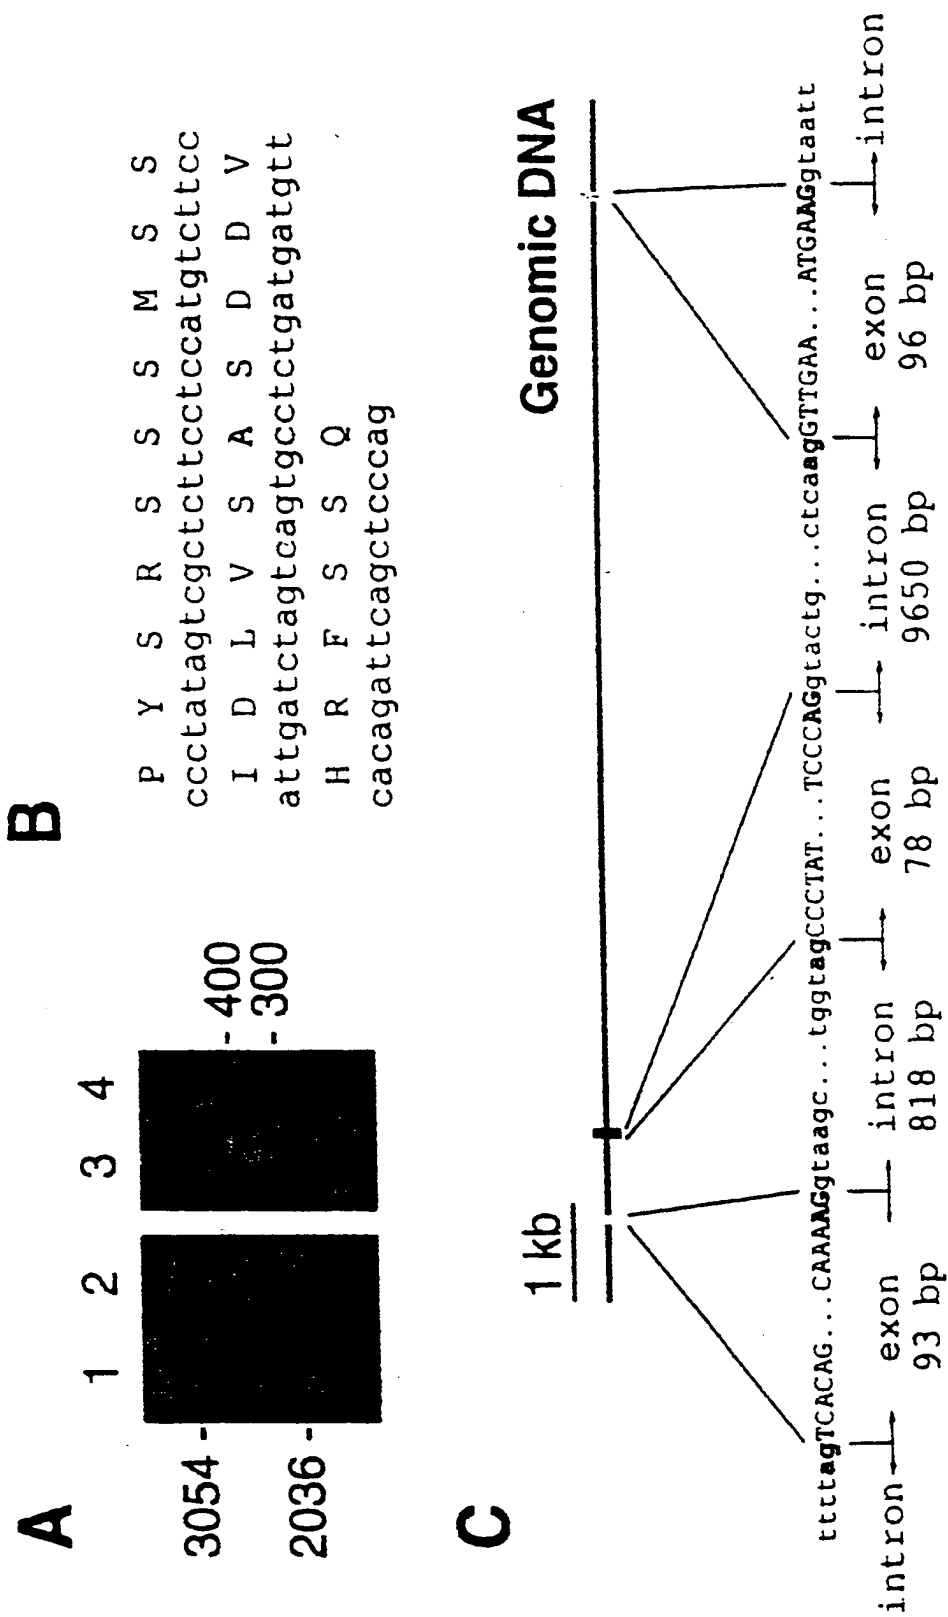 A
1 2 3 4
3054 -
2036 -
- 400
- 300
B
P Y S R S S S M S S
ccctatagtcgctcttcctccatgtcttcc
I D L V S A S D D V
attgatctagtcagtgcctctgatgatgtt
H R F S S Q
cacagattcagctcccag
C
1 kb
Genomic DNA
ttttagTCACAG...CAAAAGgtaagc...tggtagCCCTAT...TCCCAGgtactg...ctcaagGTTGAA...ATGAAGgtaatt
intron exon intron exon intron exon intron
93 bp 818 bp 78 bp 9650 bp 96 bp